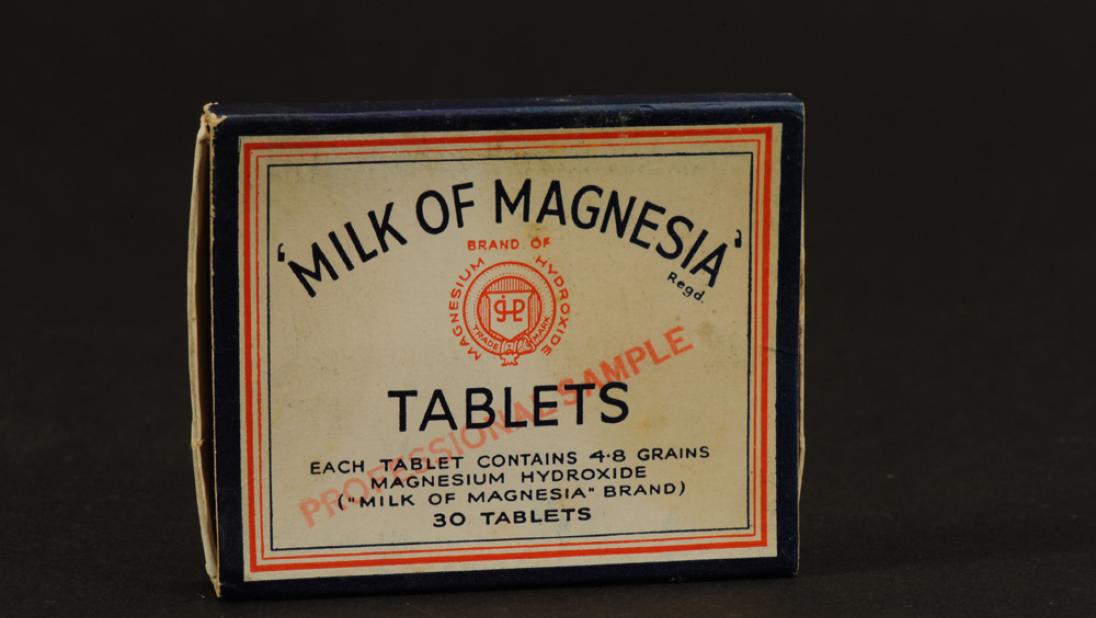 'MILK OF MAGNESIA'
Regd.
BRAND OF
MAGNESIUM HYDROXIDE
TRADE MARK
TABLETS
PROFESSIONAL SAMPLE
EACH TABLET CONTAINS 4·8 GRAINS
MAGNESIUM HYDROXIDE
("MILK OF MAGNESIA" BRAND)
30 TABLETS